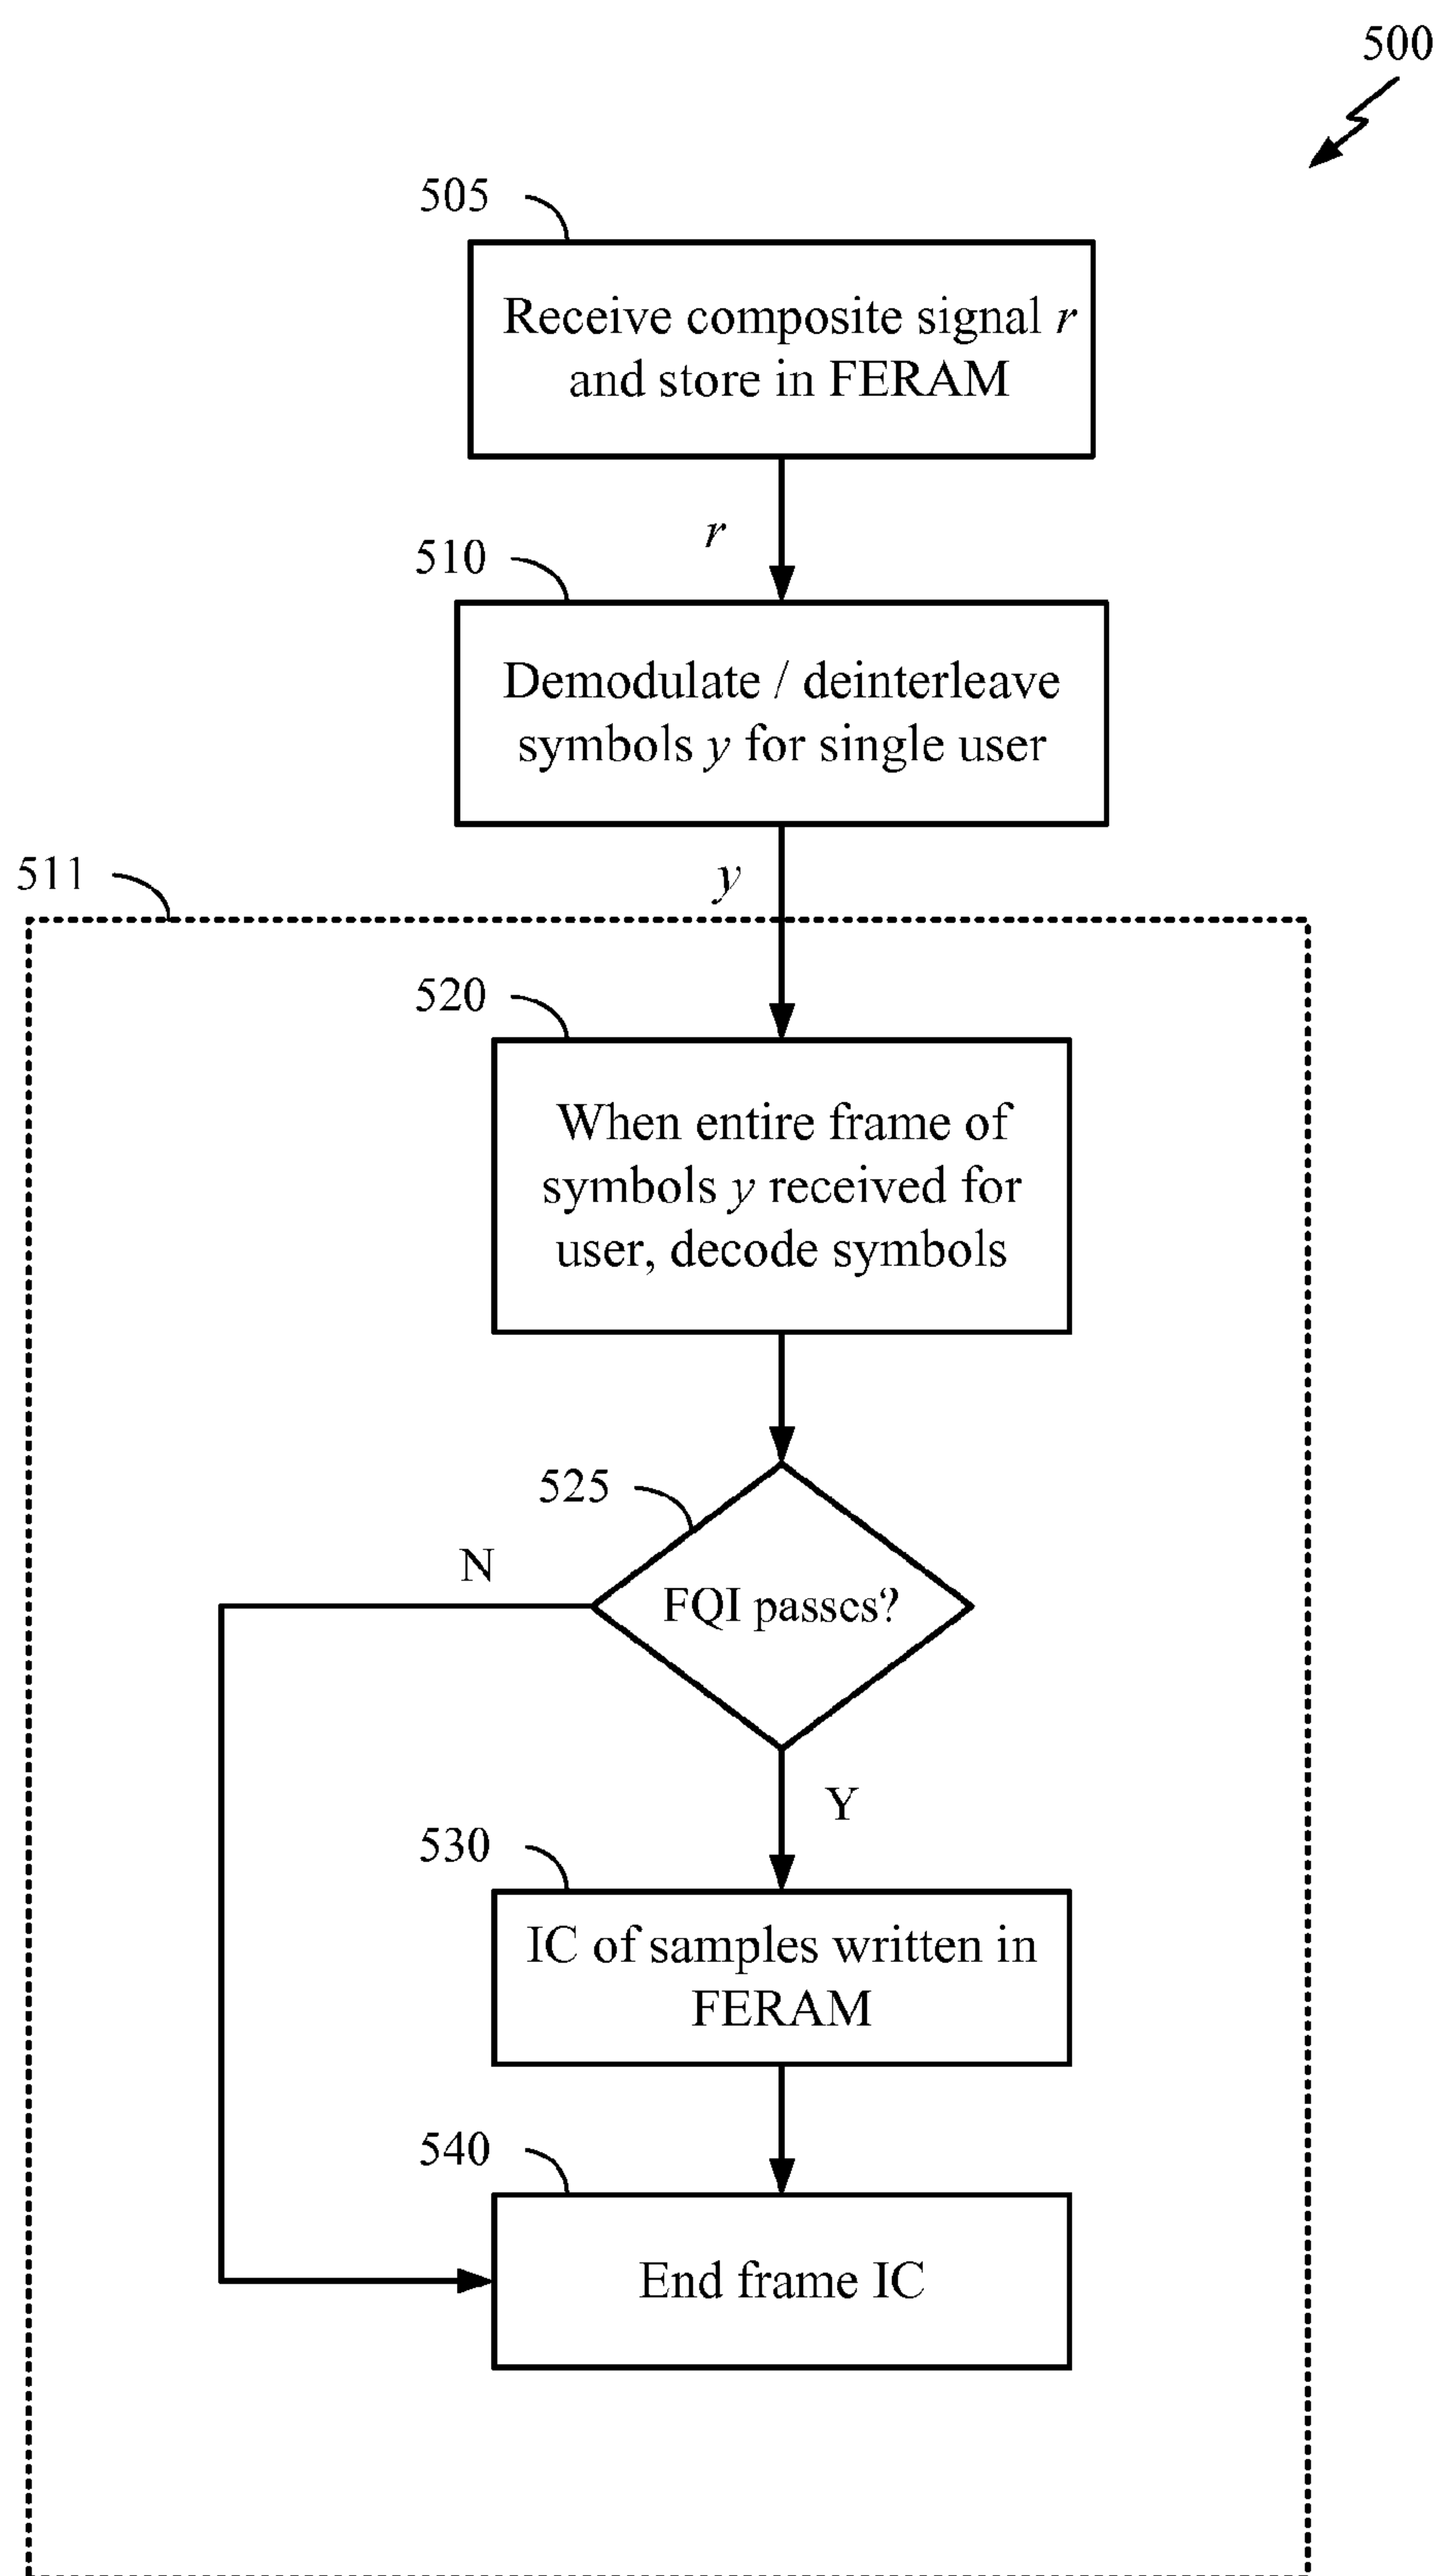 500
505
Receive composite signal r
and store in FERAM
r
510
Demodulate / deinterleave
symbols y for single user
511
y
520
When entire frame of
symbols y received for
user, decode symbols
525
N
FQI passes?
Y
530
IC of samples written in
FERAM
540
End frame IC